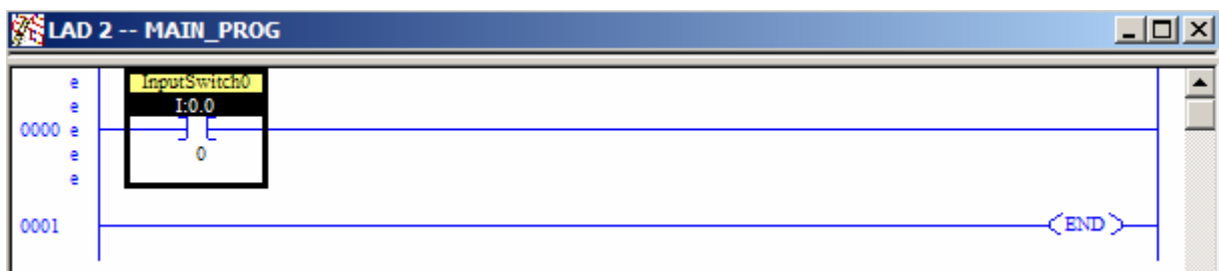 LAD 2 -- MAIN_PROG
e
InputSwitch0
e
I:0.0
0000 e
e
0
e
0001
END